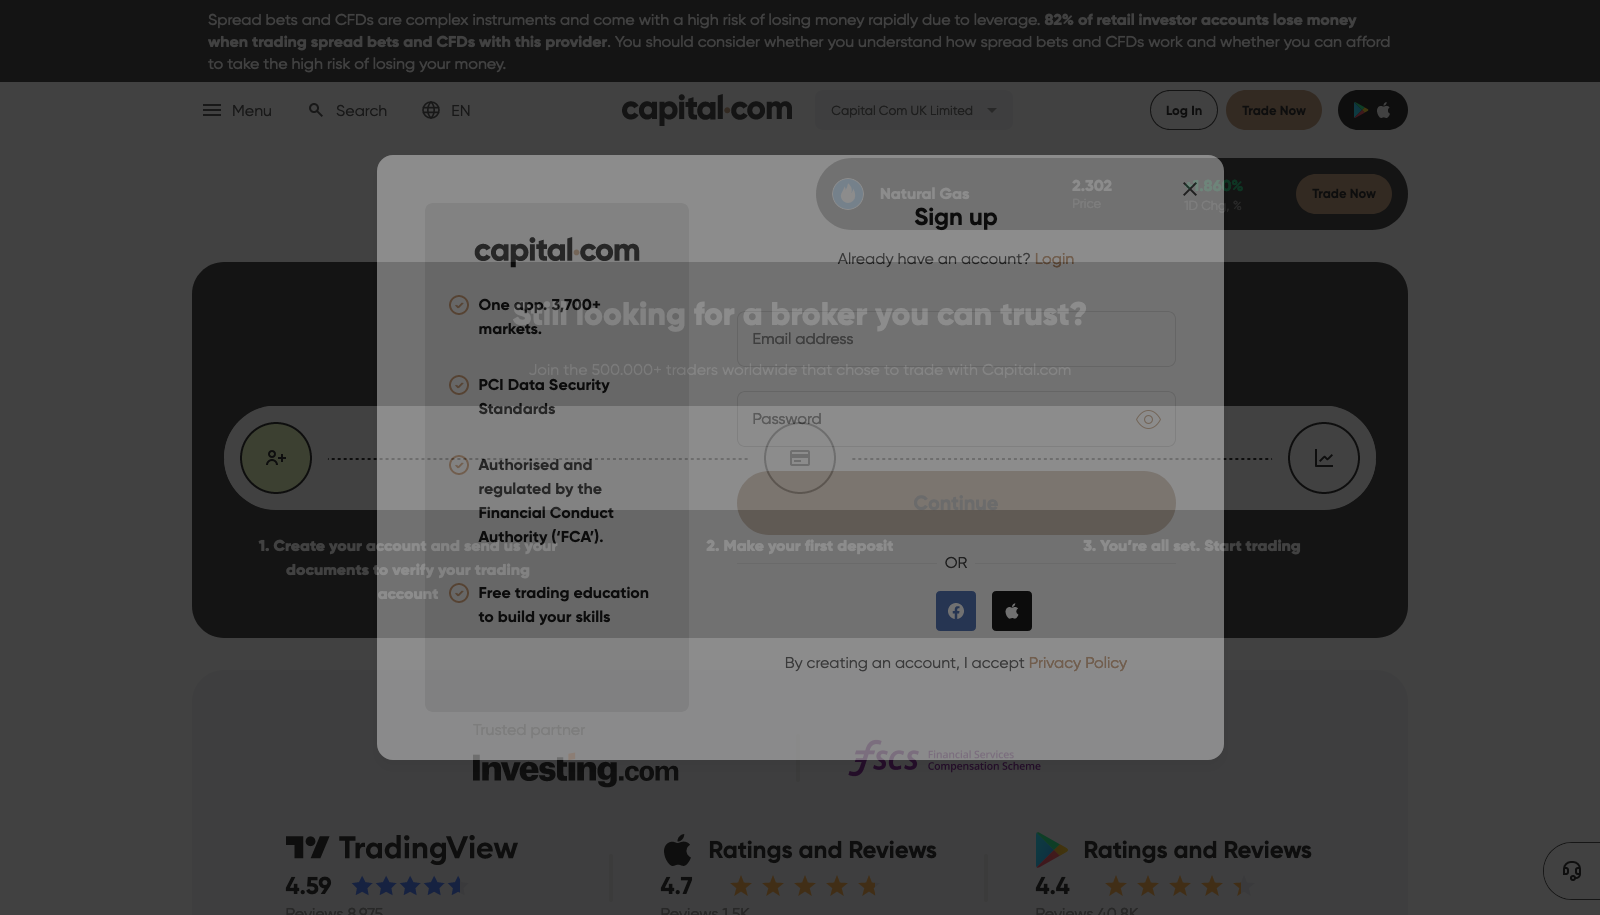 Spread bets and CFDs are complex instruments and come with a high risk of losing money rapidly due to leverage. 82% of retail investor accounts lose money
when trading spread bets and CFDs with this provider. You should consider whether you understand how spread bets and CFDs work and whether you can afford
to take the high risk of losing your money.
Menu
Search
EN
capital.com
Capital Com UK Limited
Log In
Trade Now
Natural Gas
2.302
Price
1D Chg, %
Trade Now
Sign up
Already have an account? Login
capital.com
One app. 3,700+
markets.
PCI Data Security
Standards
Authorised and
regulated by the
Financial Conduct
Authority (‘FCA’).
Free trading education
to build your skills
Still looking for a broker you can trust?
Email address
Join the 500.000+ traders worldwide that chose to trade with Capital.com
Password
Continue
1. Create your account and send us your
documents to verify your trading
account
2. Make your first deposit
3. You’re all set. Start trading
OR
By creating an account, I accept Privacy Policy
Trusted partner
Investing.com
fscs
Financial Services
Compensation Scheme
TradingView
4.59
Reviews 8,975
Ratings and Reviews
4.7
Reviews 1.5K
Ratings and Reviews
4.4
Reviews 40.8K